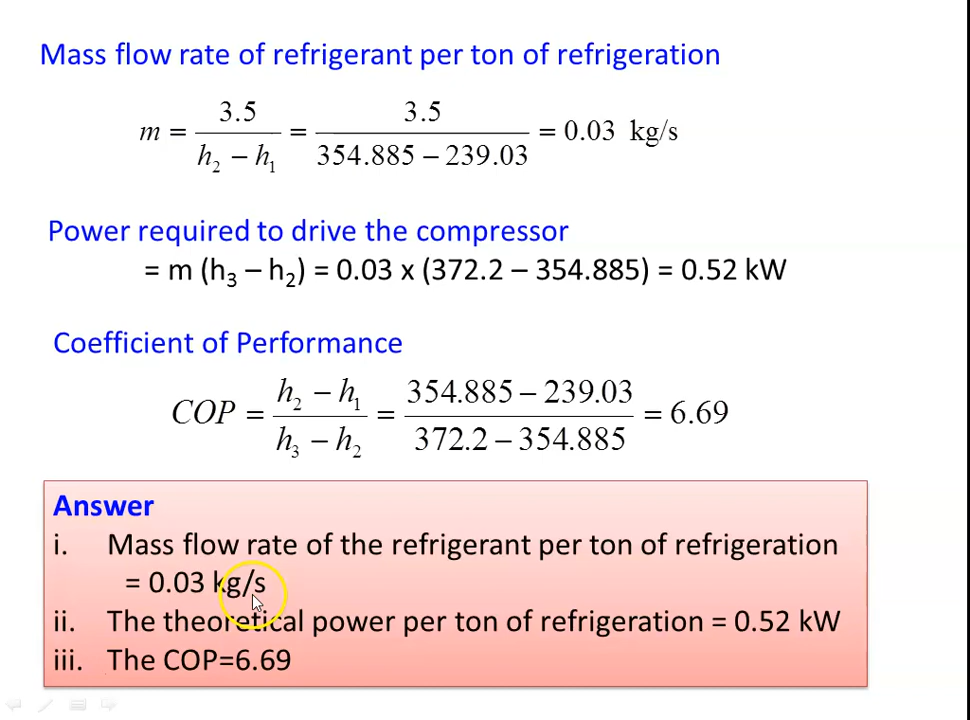 Mass flow rate of refrigerant per ton of refrigeration
m = 3.5 / (h₂ − h₁) = 3.5 / (354.885 − 239.03) = 0.03 kg/s
Power required to drive the compressor
= m (h₃ – h₂) = 0.03 x (372.2 – 354.885) = 0.52 kW
Coefficient of Performance
COP = (h₂ − h₁) / (h₃ − h₂) = (354.885 − 239.03) / (372.2 − 354.885) = 6.69
Answer
i. Mass flow rate of the refrigerant per ton of refrigeration
= 0.03 kg/s
ii. The theoretical power per ton of refrigeration = 0.52 kW
iii. The COP=6.69